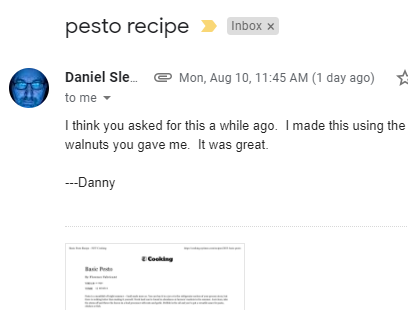 pesto recipe
Inbox ×
Daniel Sle...
Mon, Aug 10, 11:45 AM (1 day ago)
to me
I think you asked for this a while ago. I made this using the
walnuts you gave me. It was great.
---Danny
Cooking
Basic Pesto